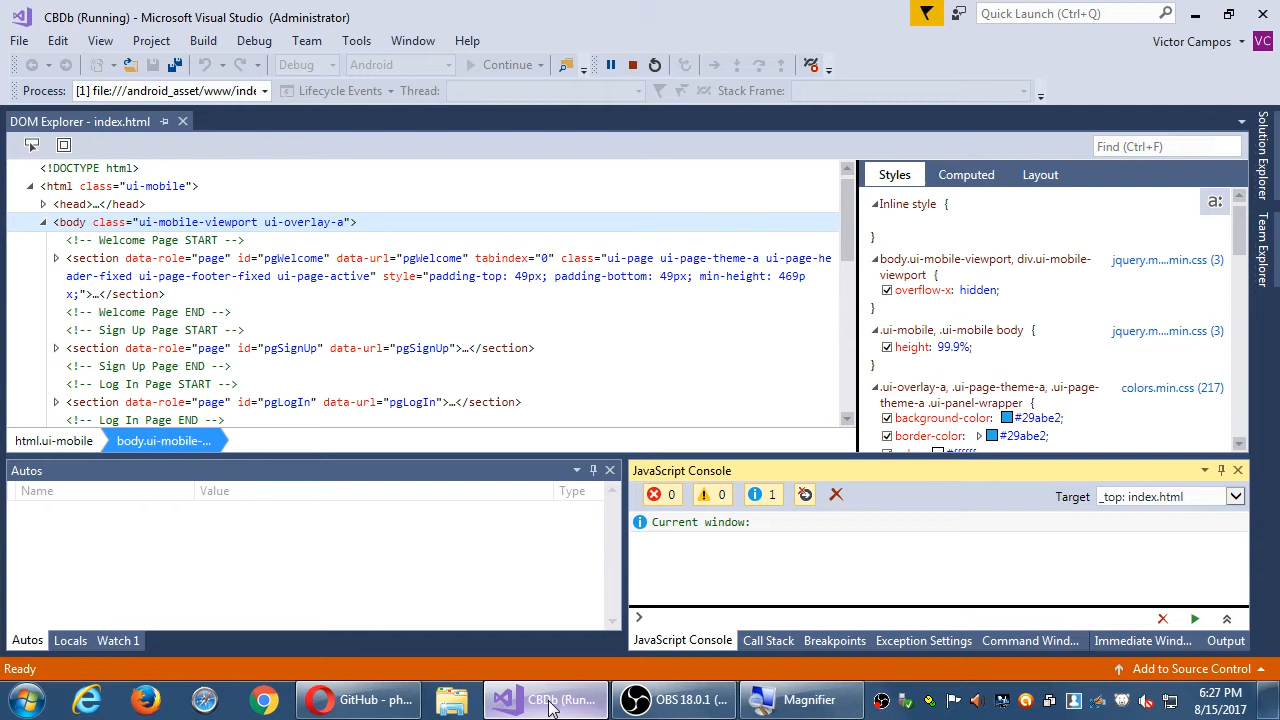 CBDb (Running) - Microsoft Visual Studio (Administrator)
Quick Launch (Ctrl+Q)
File Edit View Project Build Debug Team Tools Window Help
Victor Campos VC
Debug Android Continue
Process: [1] file:///android_asset/www/inde Lifecycle Events Thread: Stack Frame:
DOM Explorer - index.html
Find (Ctrl+F)
<!DOCTYPE html>
<html class="ui-mobile">
<head>…</head>
<body class="ui-mobile-viewport ui-overlay-a">
<!-- Welcome Page START -->
<section data-role="page" id="pgWelcome" data-url="pgWelcome" tabindex="0" class="ui-page ui-page-theme-a ui-page-he
ader-fixed ui-page-footer-fixed ui-page-active" style="padding-top: 49px; padding-bottom: 49px; min-height: 469p
x;">…</section>
<!-- Welcome Page END -->
<!-- Sign Up Page START -->
<section data-role="page" id="pgSignUp" data-url="pgSignUp">…</section>
<!-- Sign Up Page END -->
<!-- Log In Page START -->
<section data-role="page" id="pgLogIn" data-url="pgLogIn">…</section>
<!-- Log In Page END -->
html.ui-mobile body.ui-mobile-...
Styles Computed Layout
Inline style {
a:
}
body.ui-mobile-viewport, div.ui-mobile- jquery.m....min.css (3)
viewport {
overflow-x: hidden;
}
.ui-mobile, .ui-mobile body { jquery.m....min.css (3)
height: 99.9%;
}
.ui-overlay-a, .ui-page-theme-a, .ui-page- colors.min.css (217)
theme-a .ui-panel-wrapper {
background-color: #29abe2;
border-color: #29abe2;
Solution Explorer
Team Explorer
Autos
Name Value Type
Autos Locals Watch 1
JavaScript Console
0 0 1 Target _top: index.html
Current window:
JavaScript Console Call Stack Breakpoints Exception Settings Command Wind... Immediate Wind... Output
Ready
Add to Source Control
GitHub - ph... CBDb (Run... OBS 18.0.1 (... Magnifier
6:27 PM
8/15/2017